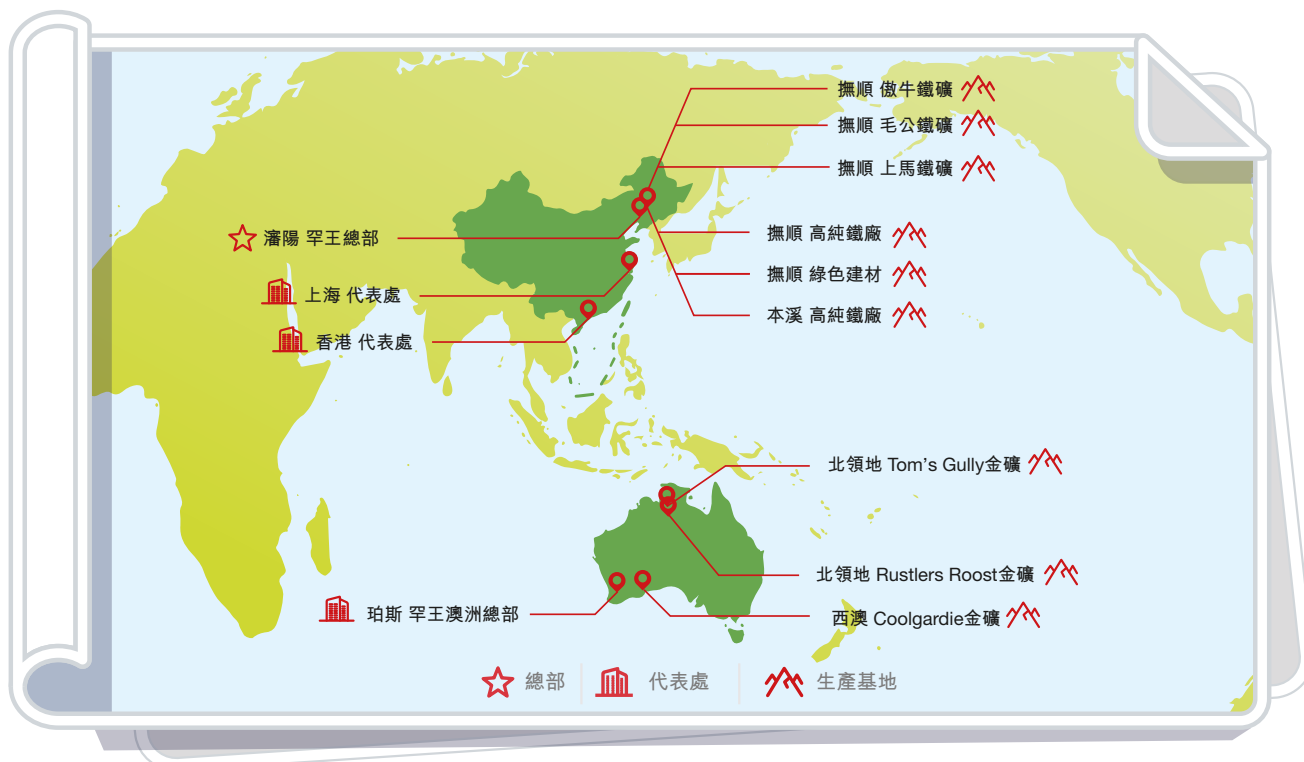 撫順 傲牛鐵礦
撫順 毛公鐵礦
撫順 上馬鐵礦
瀋陽 罕王總部
撫順 高純鐵廠
上海 代表處
撫順 綠色建材
香港 代表處
本溪 高純鐵廠
北領地 Tom's Gully金礦
北領地 Rustlers Roost金礦
珀斯 罕王澳洲總部
西澳 Coolgardie金礦
總部
代表處
生產基地